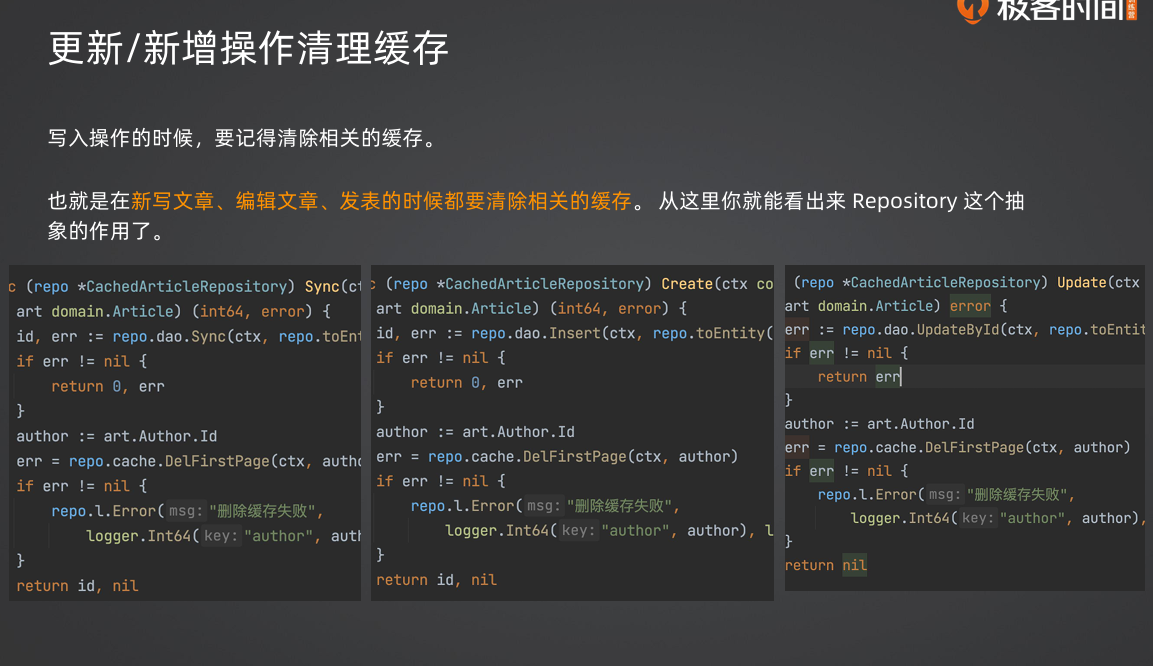 极客时间
更新/新增操作清理缓存
写入操作的时候，要记得清除相关的缓存。
也就是在新写文章、编辑文章、发表的时候都要清除相关的缓存。 从这里你就能看出来 Repository 这个抽
象的作用了。
c (repo *CachedArticleRepository) Sync(ct
art domain.Article) (int64, error) {
id, err := repo.dao.Sync(ctx, repo.toEnt
if err != nil {
return 0, err
}
author := art.Author.Id
err = repo.cache.DelFirstPage(ctx, autho
if err != nil {
repo.l.Error( msg: "删除缓存失败",
logger.Int64( key: "author", auth
}
return id, nil
c (repo *CachedArticleRepository) Create(ctx co
art domain.Article) (int64, error) {
id, err := repo.dao.Insert(ctx, repo.toEntity(
if err != nil {
return 0, err
}
author := art.Author.Id
err = repo.cache.DelFirstPage(ctx, author)
if err != nil {
repo.l.Error( msg: "删除缓存失败",
logger.Int64( key: "author", author), l
}
return id, nil
(repo *CachedArticleRepository) Update(ctx
art domain.Article) error {
err := repo.dao.UpdateById(ctx, repo.toEntit
if err != nil {
return err
}
author := art.Author.Id
err = repo.cache.DelFirstPage(ctx, author)
if err != nil {
repo.l.Error( msg: "删除缓存失败",
logger.Int64( key: "author", author),
}
return nil